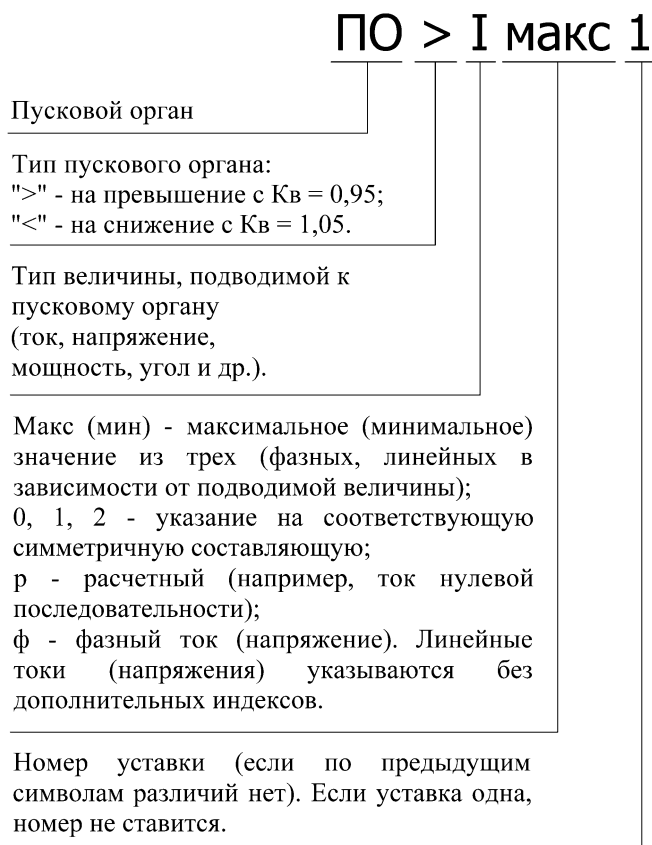 ПО > I макс 1
Пусковой орган
Тип пускового органа:
">" - на превышение с Кв = 0,95;
"<" - на снижение с Кв = 1,05.
Тип величины, подводимой к
пусковому органу
(ток, напряжение,
мощность, угол и др.).
Макс (мин) - максимальное (минимальное)
значение из трех (фазных, линейных в
зависимости от подводимой величины);
0, 1, 2 - указание на соответствующую
симметричную составляющую;
р - расчетный (например, ток нулевой
последовательности);
ф - фазный ток (напряжение). Линейные
токи (напряжения) указываются без
дополнительных индексов.
Номер уставки (если по предыдущим
символам различий нет). Если уставка одна,
номер не ставится.